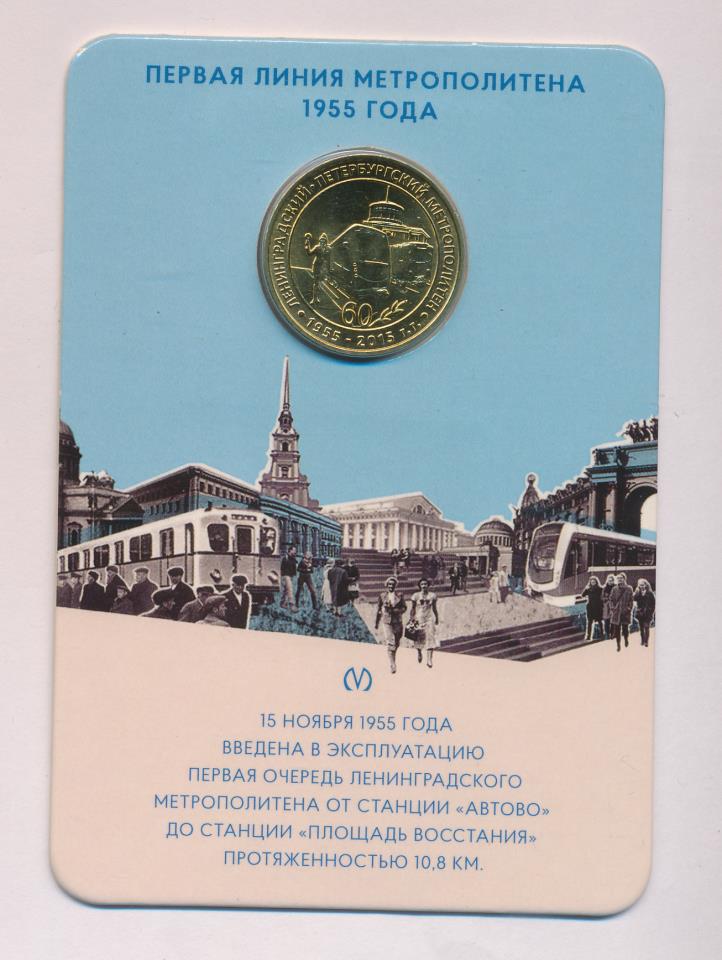 ПЕРВАЯ ЛИНИЯ МЕТРОПОЛИТЕНА
1955 ГОДА
ЛЕНИНГРАДСКИЙ • ПЕТЕРБУРГСКИЙ МЕТРОПОЛИТЕН
60
• 1955 - 2015 г.г. •
15 НОЯБРЯ 1955 ГОДА
ВВЕДЕНА В ЭКСПЛУАТАЦИЮ
ПЕРВАЯ ОЧЕРЕДЬ ЛЕНИНГРАДСКОГО
МЕТРОПОЛИТЕНА ОТ СТАНЦИИ «АВТОВО»
ДО СТАНЦИИ «ПЛОЩАДЬ ВОССТАНИЯ»
ПРОТЯЖЕННОСТЬЮ 10,8 КМ.